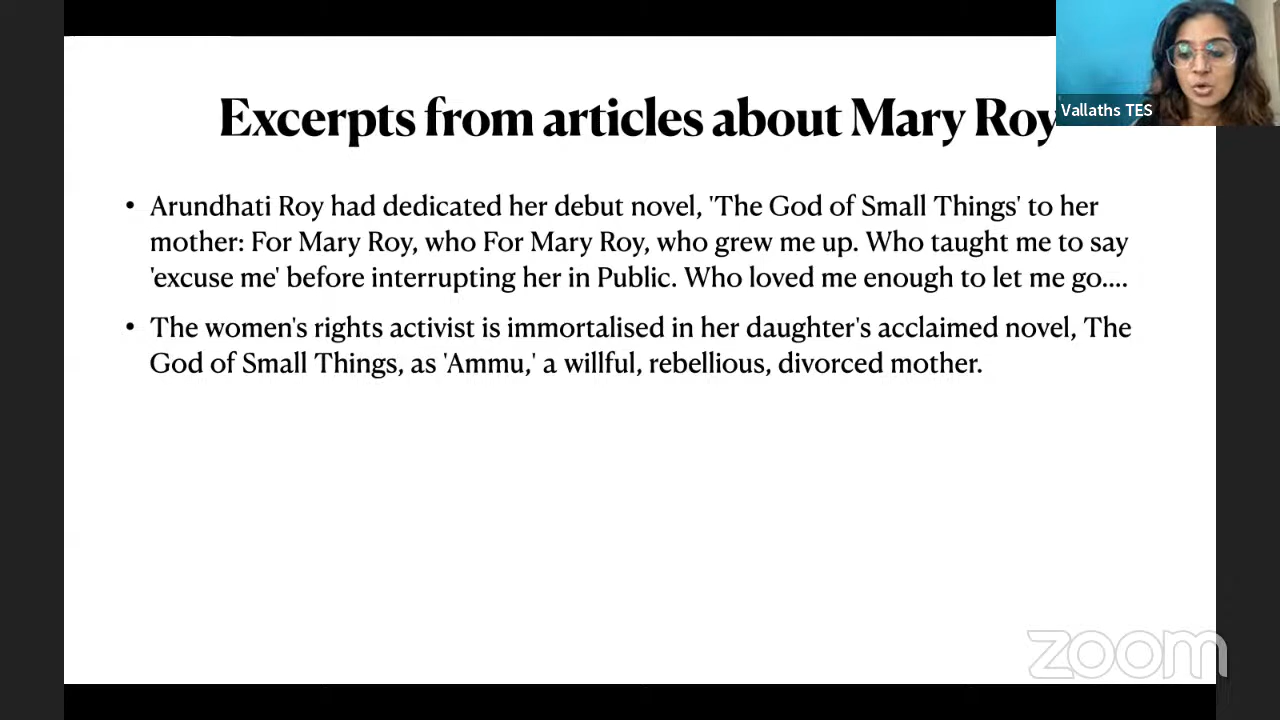 Excerpts from articles about Mary Roy
Vallaths TES
• Arundhati Roy had dedicated her debut novel, 'The God of Small Things' to her
mother: For Mary Roy, who For Mary Roy, who grew me up. Who taught me to say
'excuse me' before interrupting her in Public. Who loved me enough to let me go....
• The women's rights activist is immortalised in her daughter's acclaimed novel, The
God of Small Things, as 'Ammu,' a willful, rebellious, divorced mother.
zoom